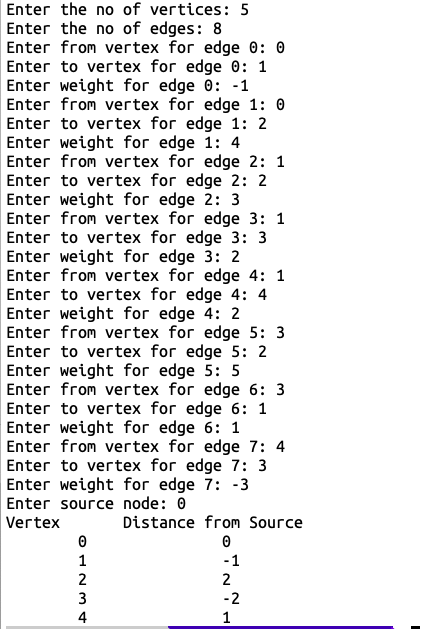 Enter the no of vertices: 5
Enter the no of edges: 8
Enter from vertex for edge 0: 0
Enter to vertex for edge 0: 1
Enter weight for edge 0: -1
Enter from vertex for edge 1: 0
Enter to vertex for edge 1: 2
Enter weight for edge 1: 4
Enter from vertex for edge 2: 1
Enter to vertex for edge 2: 2
Enter weight for edge 2: 3
Enter from vertex for edge 3: 1
Enter to vertex for edge 3: 3
Enter weight for edge 3: 2
Enter from vertex for edge 4: 1
Enter to vertex for edge 4: 4
Enter weight for edge 4: 2
Enter from vertex for edge 5: 3
Enter to vertex for edge 5: 2
Enter weight for edge 5: 5
Enter from vertex for edge 6: 3
Enter to vertex for edge 6: 1
Enter weight for edge 6: 1
Enter from vertex for edge 7: 4
Enter to vertex for edge 7: 3
Enter weight for edge 7: -3
Enter source node: 0
Vertex Distance from Source
0 0
1 -1
2 2
3 -2
4 1